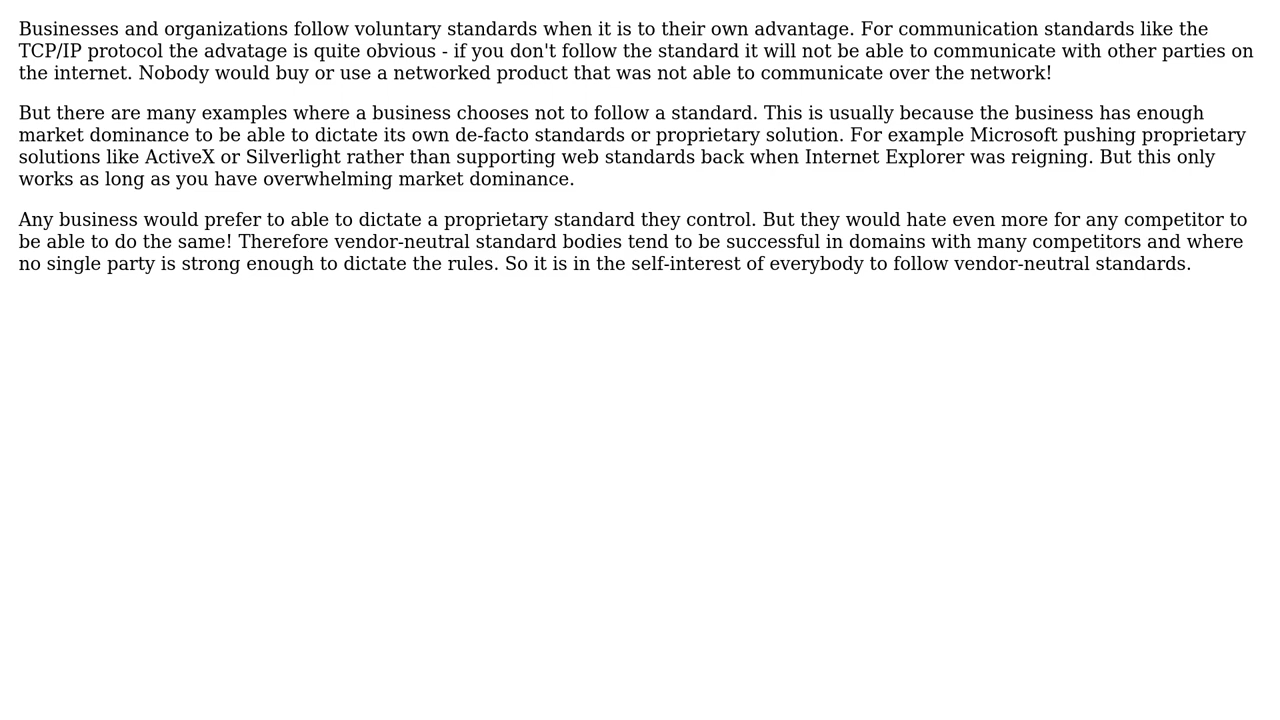 Businesses and organizations follow voluntary standards when it is to their own advantage. For communication standards like the
TCP/IP protocol the advatage is quite obvious - if you don't follow the standard it will not be able to communicate with other parties on
the internet. Nobody would buy or use a networked product that was not able to communicate over the network!
But there are many examples where a business chooses not to follow a standard. This is usually because the business has enough
market dominance to be able to dictate its own de-facto standards or proprietary solution. For example Microsoft pushing proprietary
solutions like ActiveX or Silverlight rather than supporting web standards back when Internet Explorer was reigning. But this only
works as long as you have overwhelming market dominance.
Any business would prefer to able to dictate a proprietary standard they control. But they would hate even more for any competitor to
be able to do the same! Therefore vendor-neutral standard bodies tend to be successful in domains with many competitors and where
no single party is strong enough to dictate the rules. So it is in the self-interest of everybody to follow vendor-neutral standards.